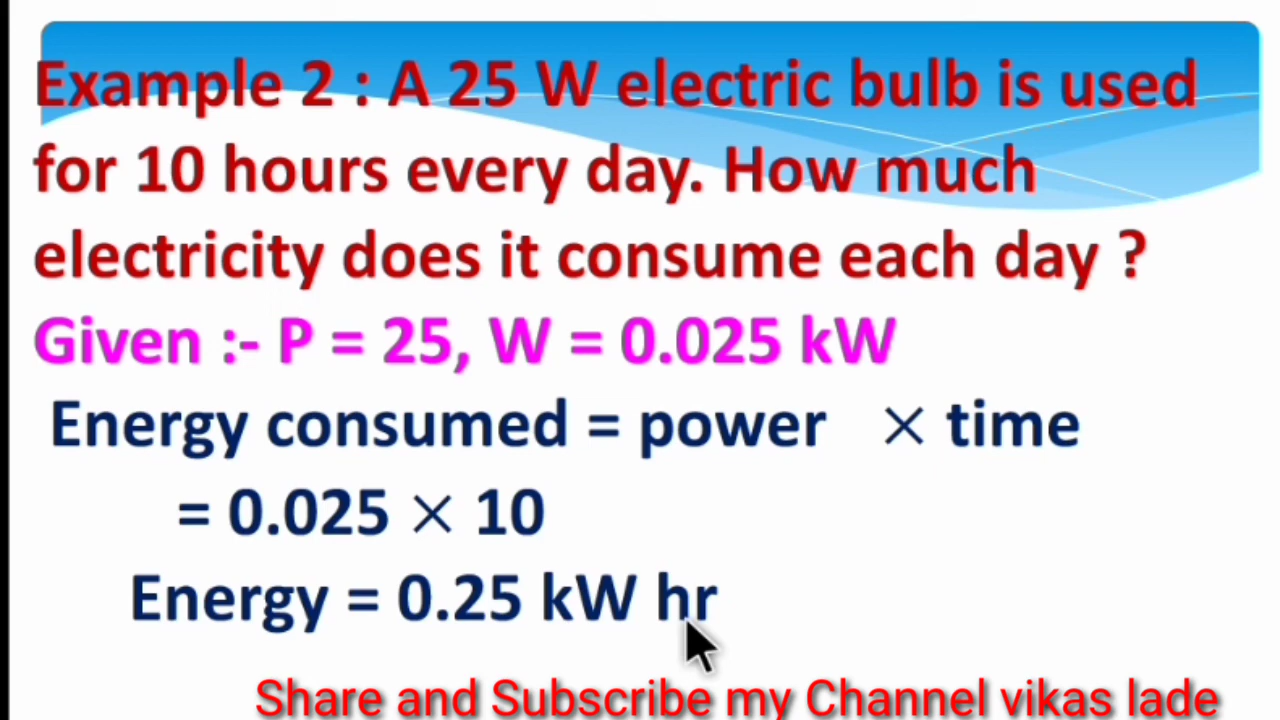 Example 2 : A 25 W electric bulb is used
for 10 hours every day. How much
electricity does it consume each day ?
Given :- P = 25, W = 0.025 kW
Energy consumed = power × time
= 0.025 × 10
Energy = 0.25 kW hr
Share and Subscribe my Channel vikas lade